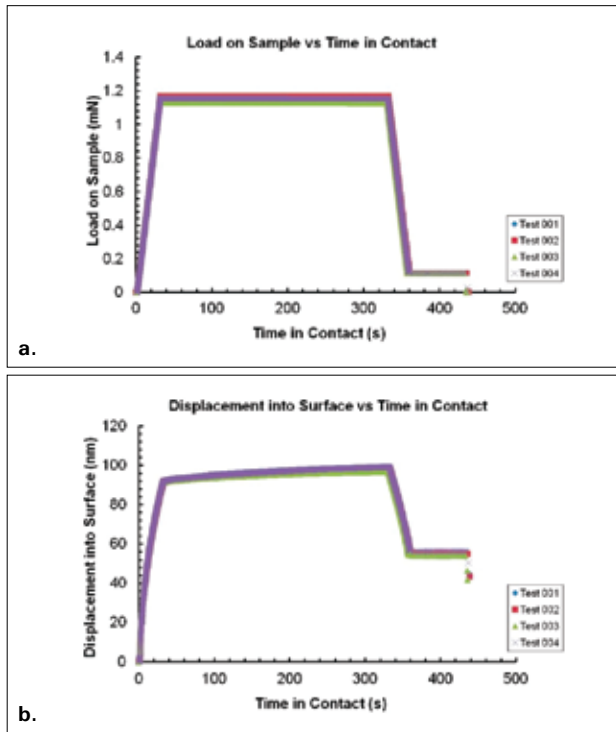 Load on Sample vs Time in Contact
Load on Sample (mN)
1.4
1.2
1
0.8
0.6
0.4
0.2
0
0 100 200 300 400 500
Time in Contact (s)
Test 001
Test 002
Test 003
Test 004
a.
Displacement into Surface vs Time in Contact
Displacement into Surface (nm)
120
100
80
60
40
20
0
0 100 200 300 400 500
Time in Contact (s)
Test 001
Test 002
Test 003
Test 004
b.